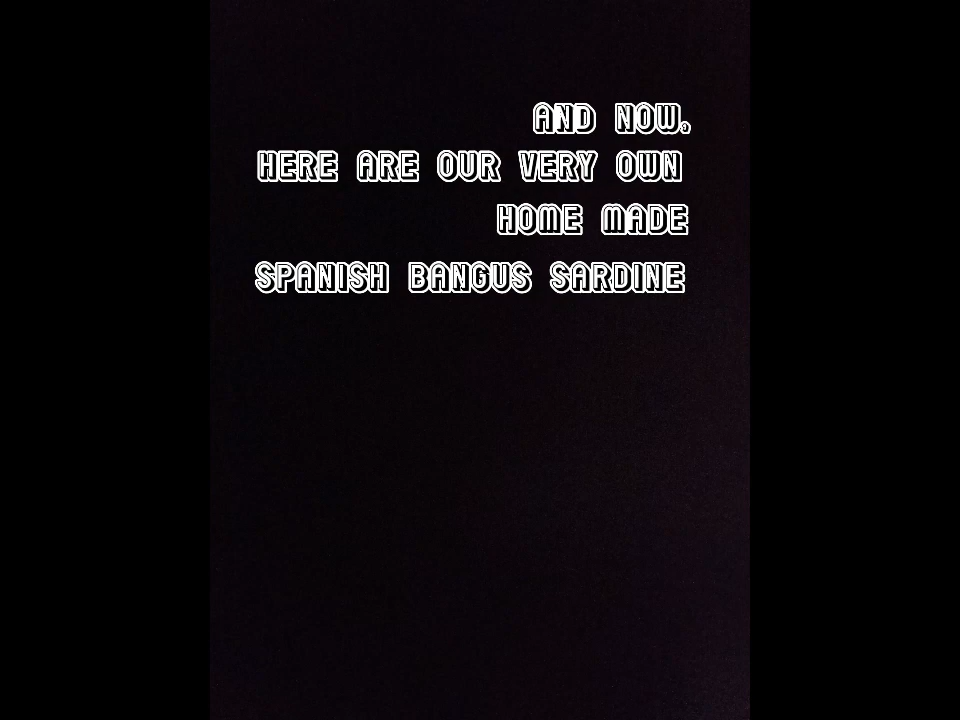 AND NOW,
HERE ARE OUR VERY OWN
HOME MADE
SPANISH BANGUS SARDINE